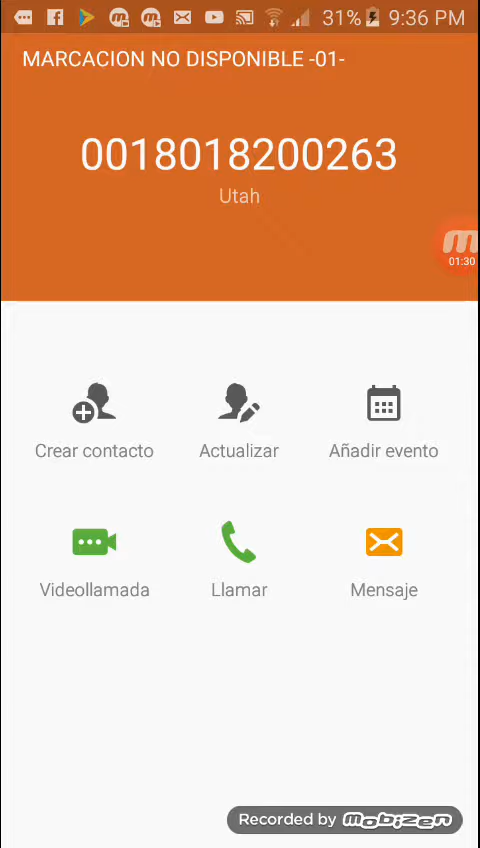 31% 9:36 PM
MARCACION NO DISPONIBLE -01-
0018018200263
Utah
01:30
Crear contacto
Actualizar
Añadir evento
Videollamada
Llamar
Mensaje
Recorded by mobizen